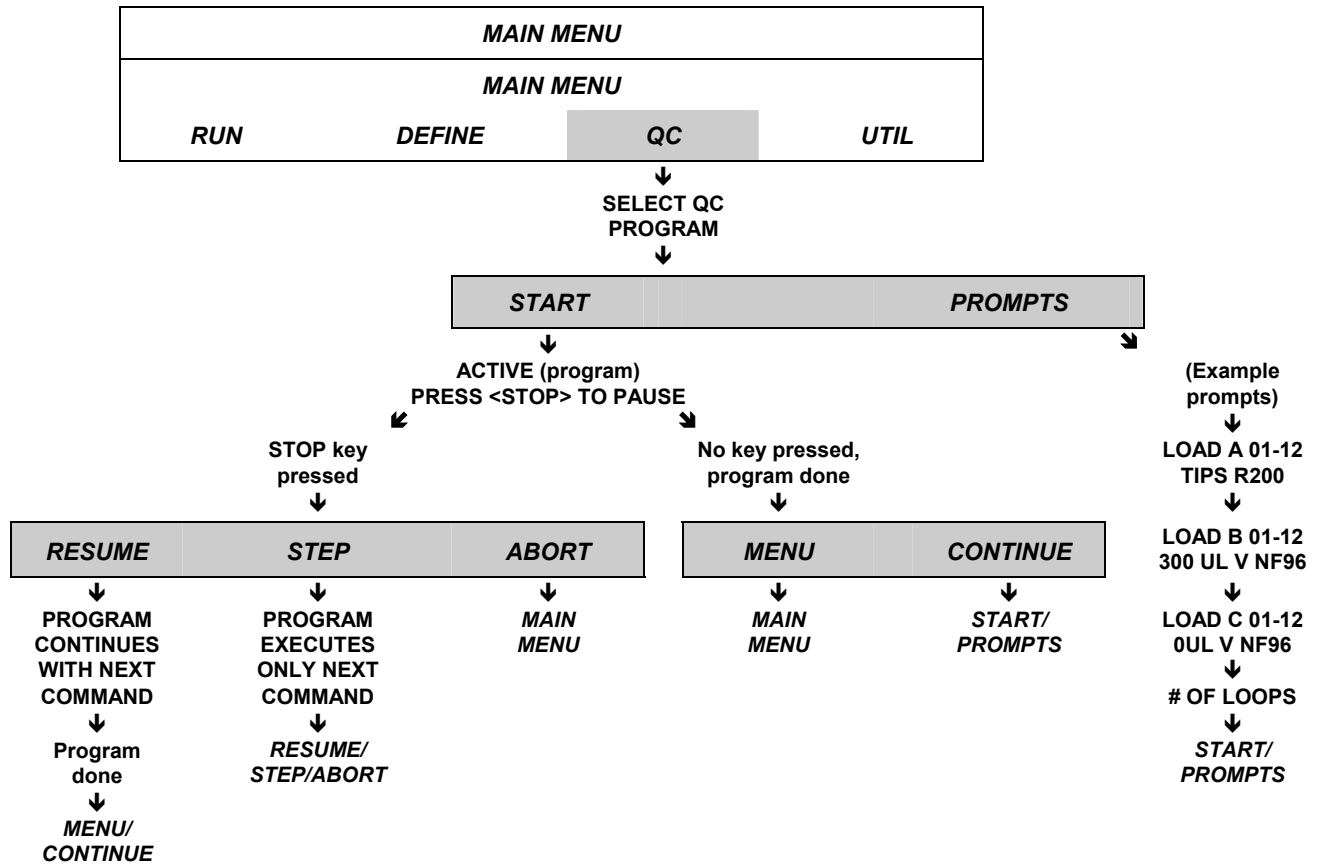 MAIN MENU
MAIN MENU
RUN DEFINE QC UTIL
SELECT QC
PROGRAM
START PROMPTS
ACTIVE (program)
PRESS <STOP> TO PAUSE
STOP key
pressed
No key pressed,
program done
(Example
prompts)
LOAD A 01-12
TIPS R200
LOAD B 01-12
300 UL V NF96
LOAD C 01-12
0UL V NF96
# OF LOOPS
START/
PROMPTS
RESUME STEP ABORT
MENU CONTINUE
PROGRAM
CONTINUES
WITH NEXT
COMMAND
Program
done
MENU/
CONTINUE
PROGRAM
EXECUTES
ONLY NEXT
COMMAND
RESUME/
STEP/ABORT
MAIN
MENU
MAIN
MENU
START/
PROMPTS